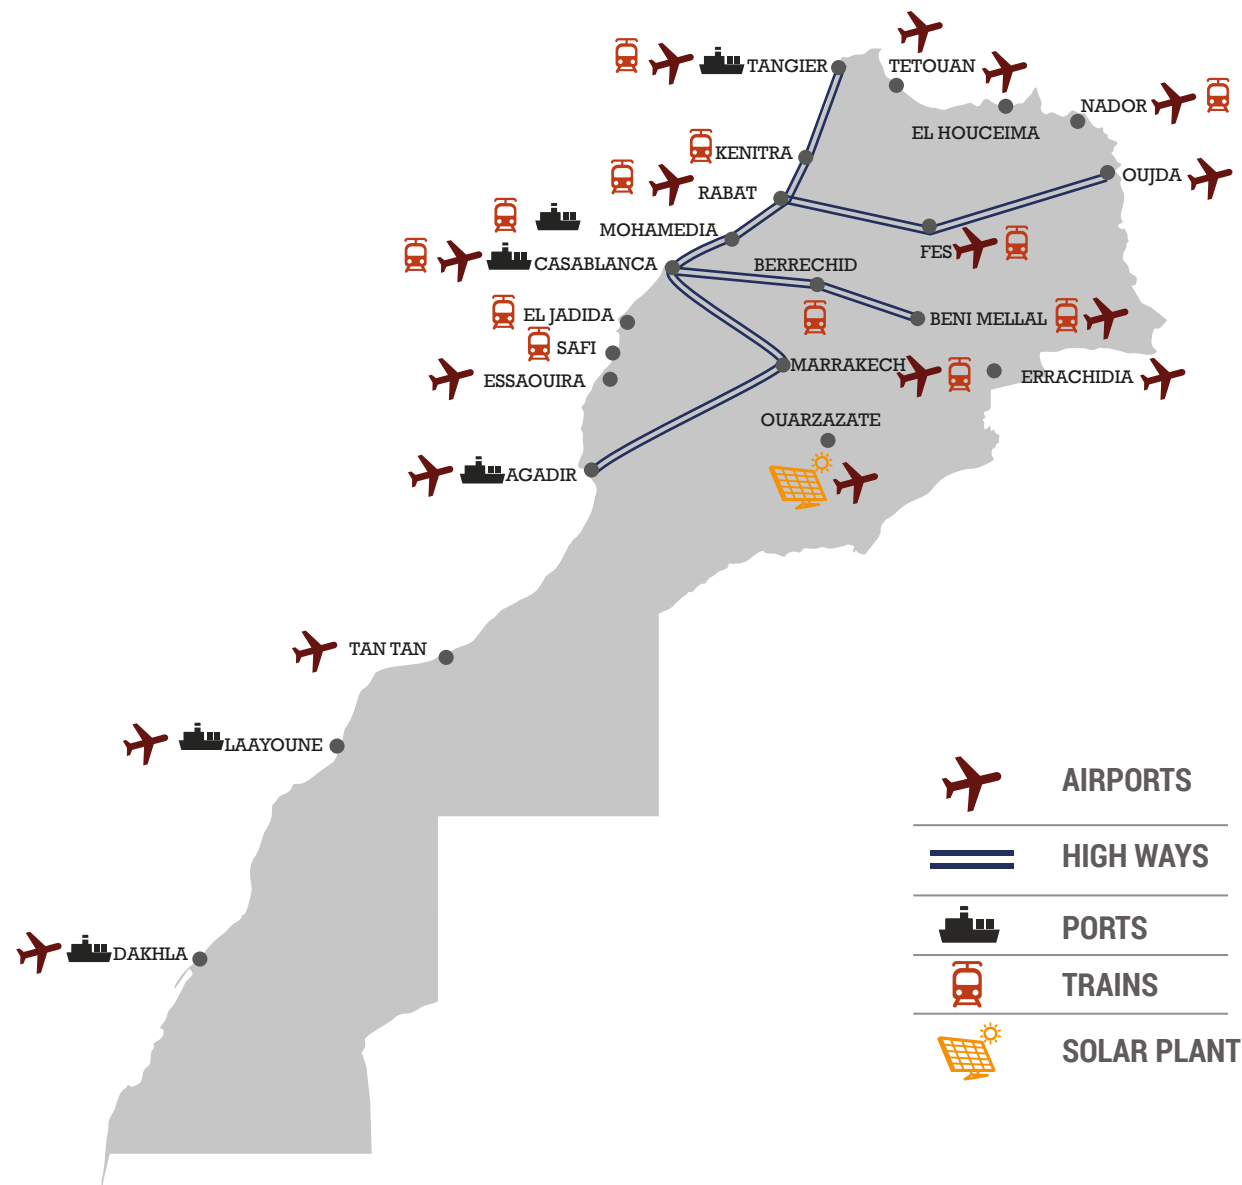 TANGIER
TETOUAN
NADOR
EL HOUCEIMA
KENITRA
OUJDA
RABAT
MOHAMEDIA
FES
CASABLANCA
BERRECHID
EL JADIDA
BENI MELLAL
SAFI
MARRAKECH
ERRACHIDIA
ESSAOUIRA
OUARZAZATE
AGADIR
TAN TAN
LAAYOUNE
DAKHLA
AIRPORTS
HIGH WAYS
PORTS
TRAINS
SOLAR PLANT